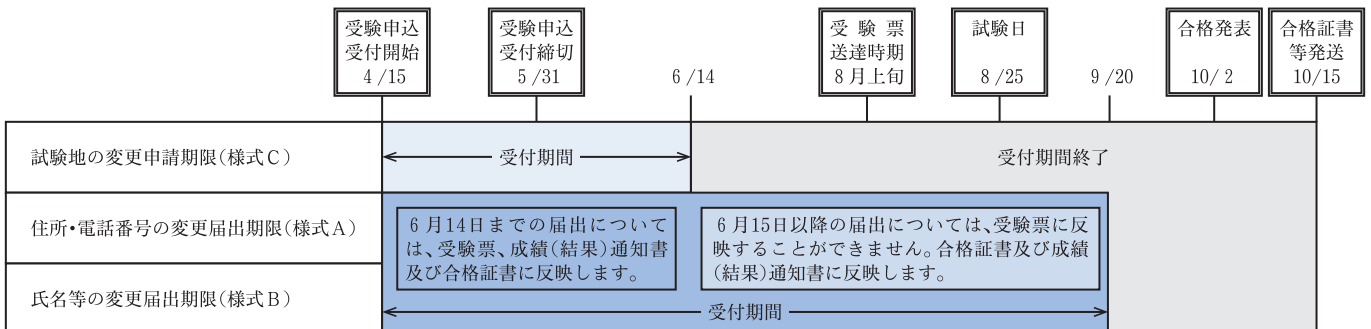 受験申込
受付開始
4/15
受験申込
受付締切
5/31
6/14
受験票
送達時期
8月上旬
試験日
8/25
9/20
合格発表
10/2
合格証書
等発送
10/15
試験地の変更申請期限(様式C)
受付期間
受付期間終了
住所・電話番号の変更届出期限(様式A)
6月14日までの届出について
は、受験票、成績(結果)通知書
及び合格証書に反映します。
6月15日以降の届出については、受験票に反
映することができません。合格証書及び成績
(結果)通知書に反映します。
氏名等の変更届出期限(様式B)
受付期間